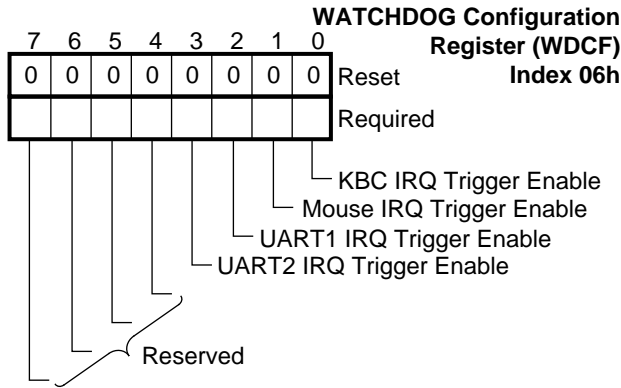 WATCHDOG Configuration
Register (WDCF)
Index 06h
7 6 5 4 3 2 1 0
0 0 0 0 0 0 0 0 Reset
Required
KBC IRQ Trigger Enable
Mouse IRQ Trigger Enable
UART1 IRQ Trigger Enable
UART2 IRQ Trigger Enable
Reserved